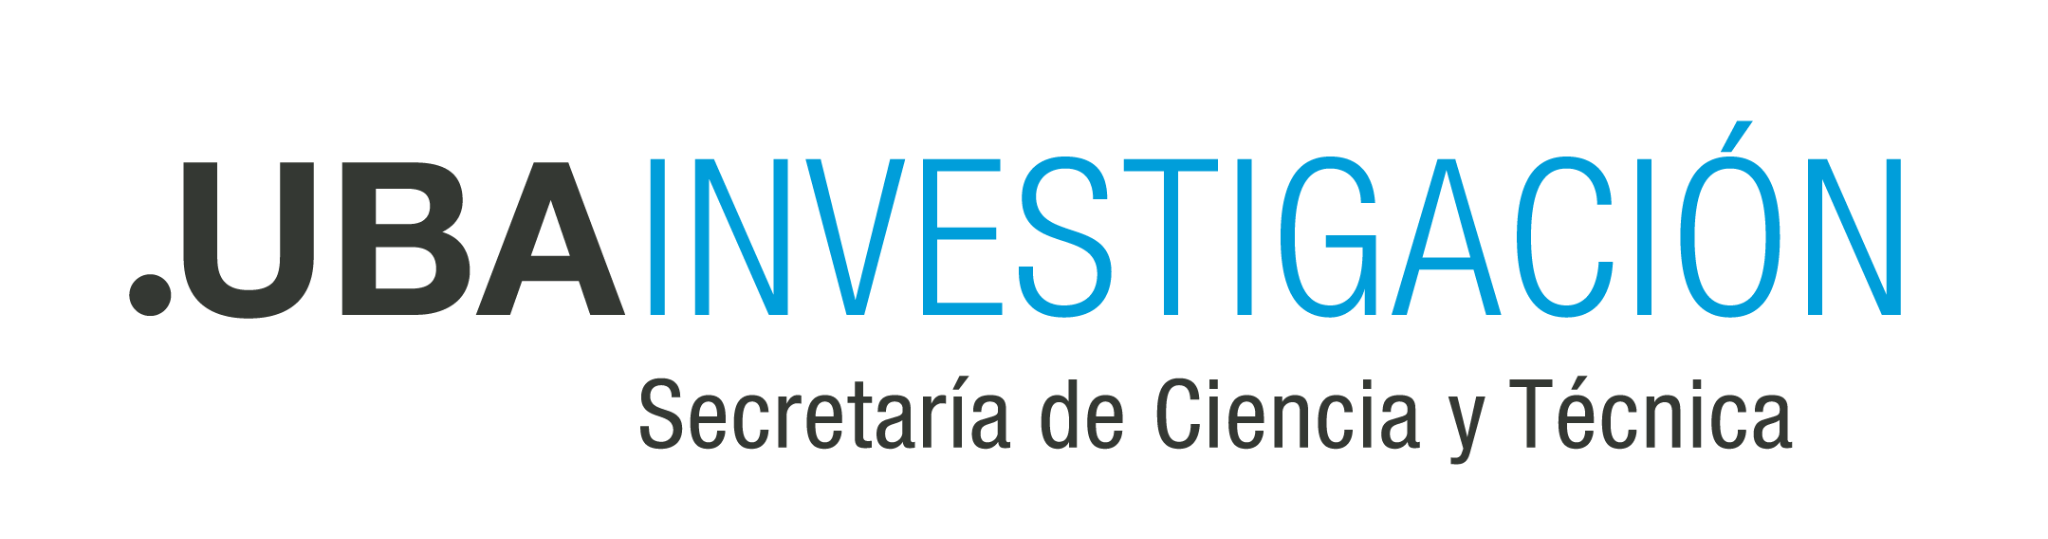 .UBAINVESTIGACIÓN
Secretaría de Ciencia y Técnica